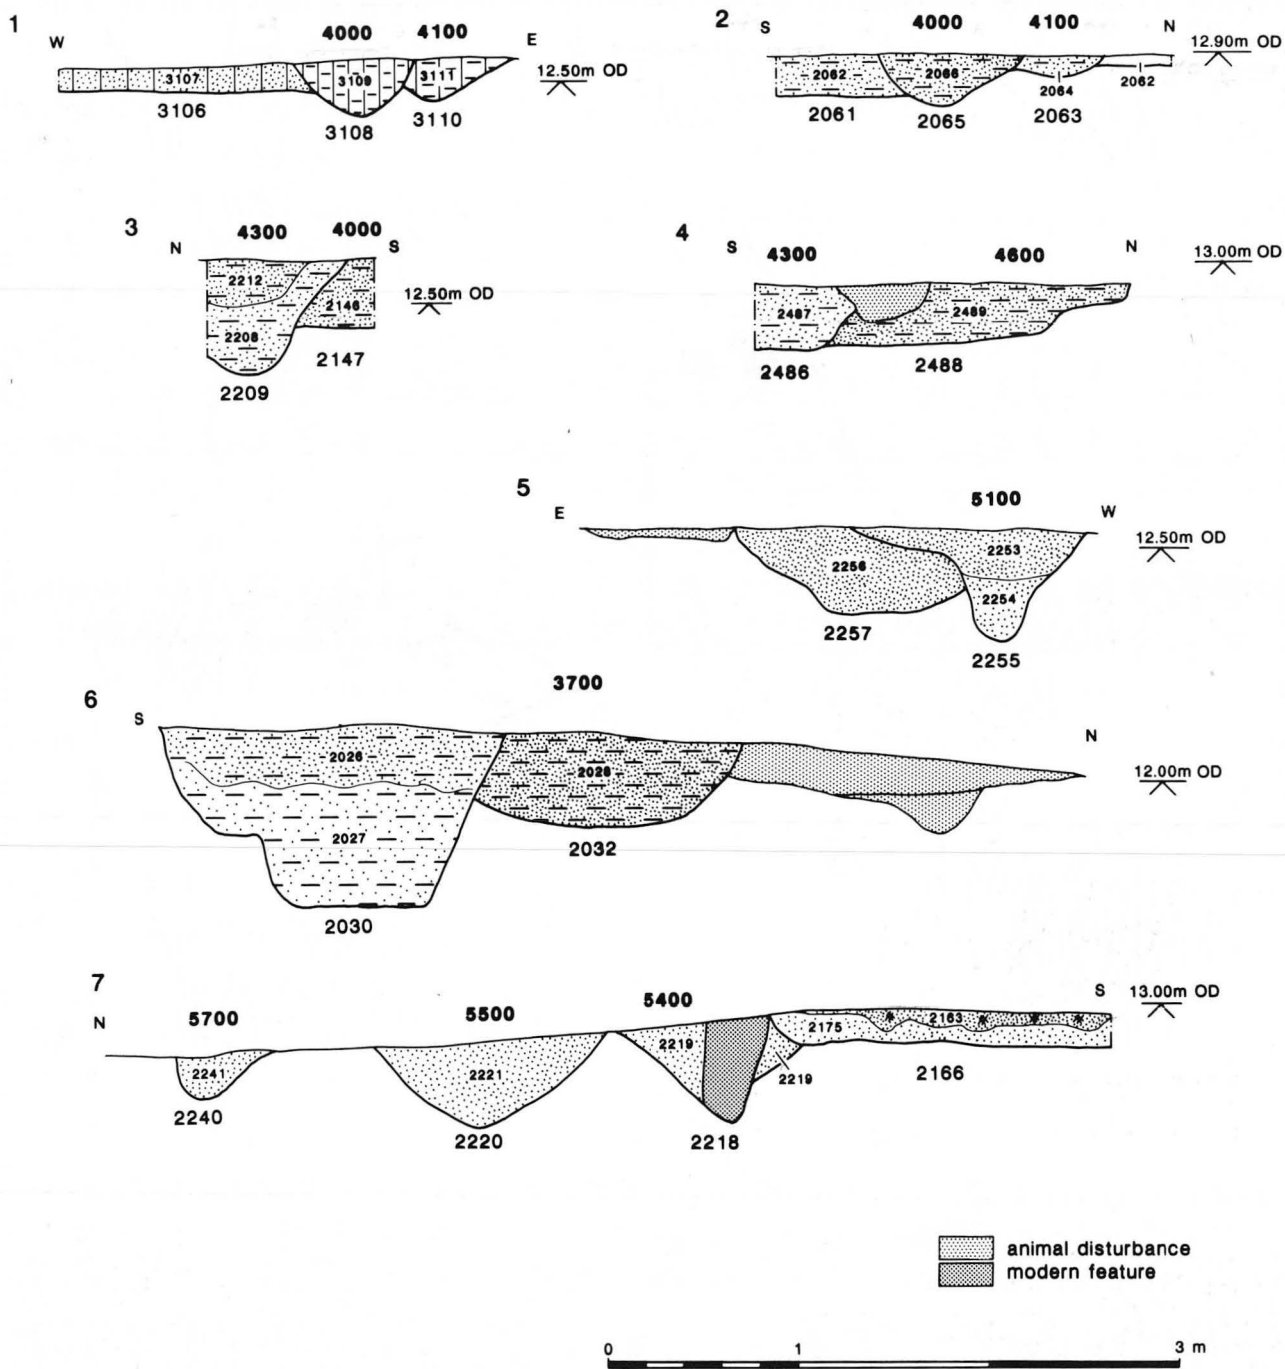 1
W
4000
4100
E
3107
3109
3111
12.50m OD
3106
3108
3110
2
S
4000
4100
N
12.90m OD
2062
2066
2064
2062
2061
2065
2063
3
N
4300
4000
S
2212
2146
12.50m OD
2208
2147
2209
4
S
4300
4600
N
13.00m OD
2487
2489
2486
2488
5
E
5100
W
12.50m OD
2253
2256
2254
2257
2255
6
S
3700
N
2026
2028
12.00m OD
2027
2032
2030
7
N
5700
5500
5400
S
13.00m OD
2163
2175
2219
2241
2221
2219
2166
2240
2220
2218
animal disturbance
modern feature
0 1 3 m